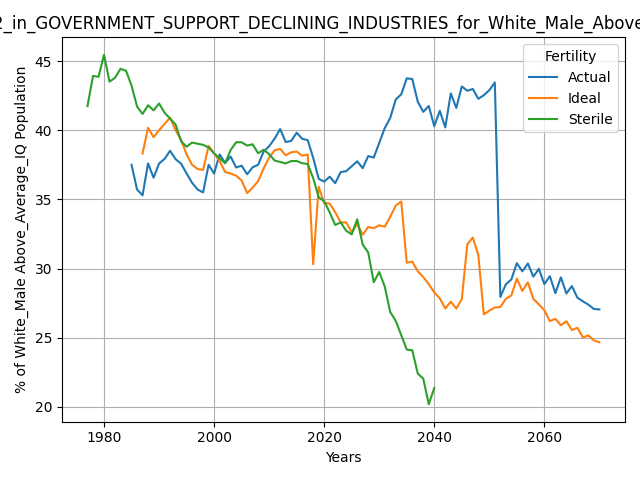 2_in_GOVERNMENT_SUPPORT_DECLINING_INDUSTRIES_for_White_Male_Above
Fertility
Actual
Ideal
Sterile
% of White_Male Above_Average_IQ Population
45
40
35
30
25
20
1980
2000
2020
2040
2060
Years